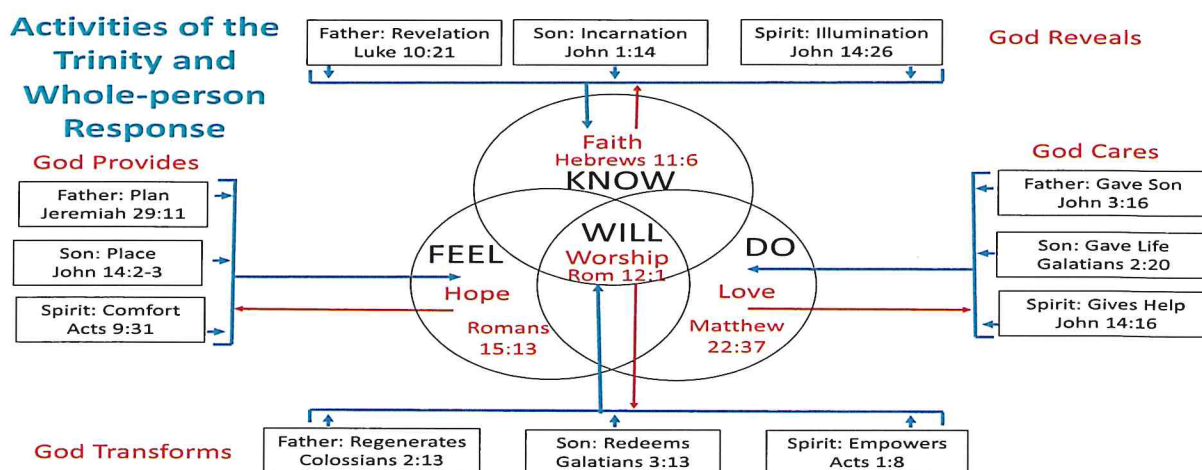 Activities of the
Trinity and
Whole-person
Response
Father: Revelation
Luke 10:21
Son: Incarnation
John 1:14
Spirit: Illumination
John 14:26
God Reveals
God Provides
Father: Plan
Jeremiah 29:11
Son: Place
John 14:2-3
Spirit: Comfort
Acts 9:31
Faith
Hebrews 11:6
KNOW
FEEL
Hope
Romans
15:13
WILL
Worship
Rom 12:1
DO
Love
Matthew
22:37
God Cares
Father: Gave Son
John 3:16
Son: Gave Life
Galatians 2:20
Spirit: Gives Help
John 14:16
God Transforms
Father: Regenerates
Colossians 2:13
Son: Redeems
Galatians 3:13
Spirit: Empowers
Acts 1:8